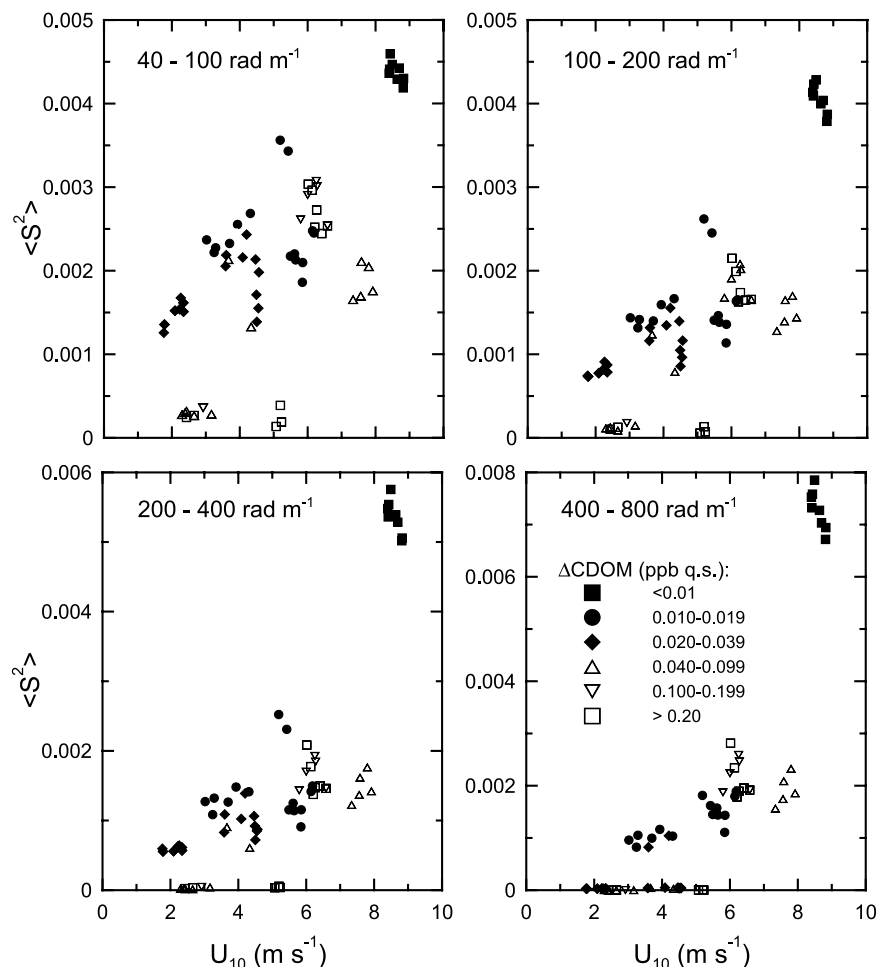 0.005
0.004
0.003
0.002
0.001
0
<S²>
40 - 100 rad m⁻¹
0.005
0.004
0.003
0.002
0.001
0
100 - 200 rad m⁻¹
0.006
0.004
0.002
0
<S²>
200 - 400 rad m⁻¹
0 2 4 6 8 10
U₁₀ (m s⁻¹)
0.008
0.006
0.004
0.002
0
400 - 800 rad m⁻¹
ΔCDOM (ppb q.s.):
<0.01
0.010-0.019
0.020-0.039
0.040-0.099
0.100-0.199
> 0.20
0 2 4 6 8 10
U₁₀ (m s⁻¹)